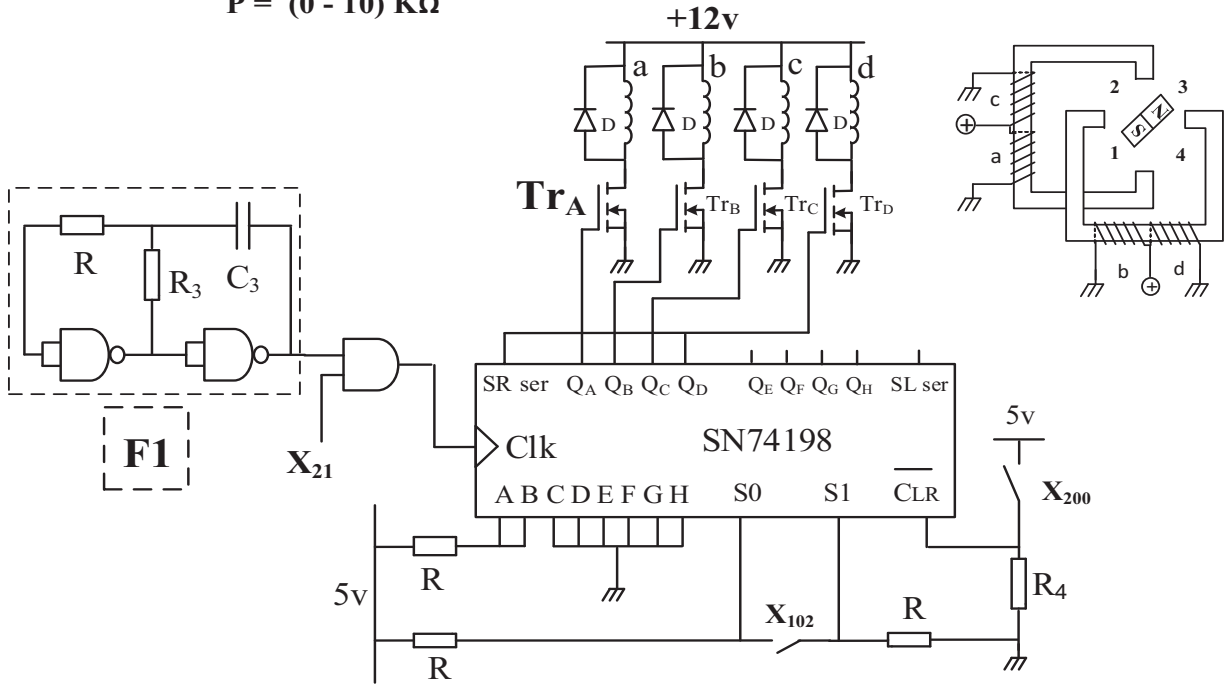 P = (0 - 10) KΩ
+12v
a b c d
D D D D
TrA TrB TrC TrD
2 3
c
S N
a
1 4
b d
R
R3 C3
F1
X21
SR ser QA QB QC QD QE QF QG QH SL ser
Clk SN74198
A B C D E F G H S0 S1 CLR
5v
X200
R
5v
R4
X102
R
R